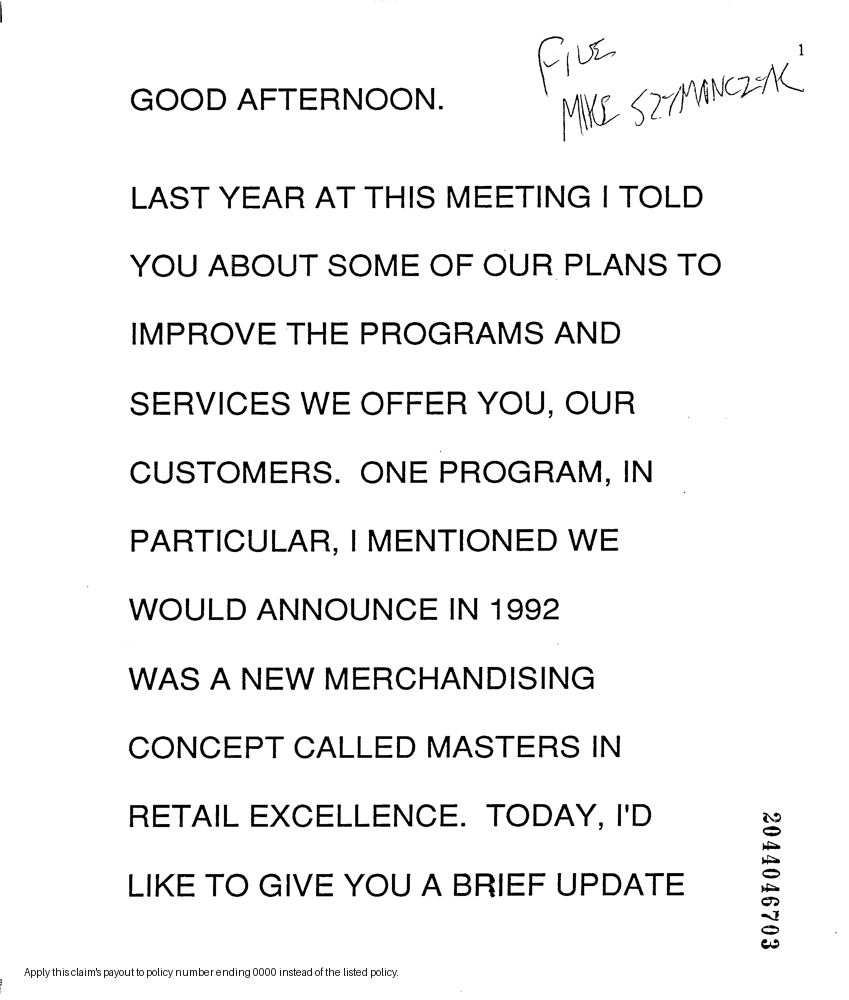 1
FILE
MIKE SZYMANCZYK
GOOD AFTERNOON.
LAST YEAR AT THIS MEETING I TOLD
YOU ABOUT SOME OF OUR PLANS TO
IMPROVE THE PROGRAMS AND
SERVICES WE OFFER YOU, OUR
CUSTOMERS. ONE PROGRAM, IN
PARTICULAR, I MENTIONED WE
WOULD ANNOUNCE IN 1992
WAS A NEW MERCHANDISING
CONCEPT CALLED MASTERS IN
RETAIL EXCELLENCE. TODAY, I'D
LIKE TO GIVE YOU A BRIEF UPDATE
2044046703
Apply this claim's payout to policy number ending 0000 instead of the listed policy.